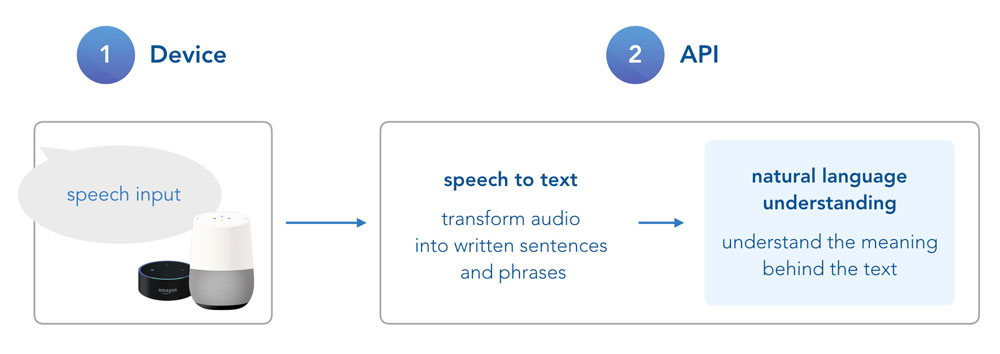 1 Device
2 API
speech input
amazon
speech to text
transform audio
into written sentences
and phrases
natural language
understanding
understand the meaning
behind the text